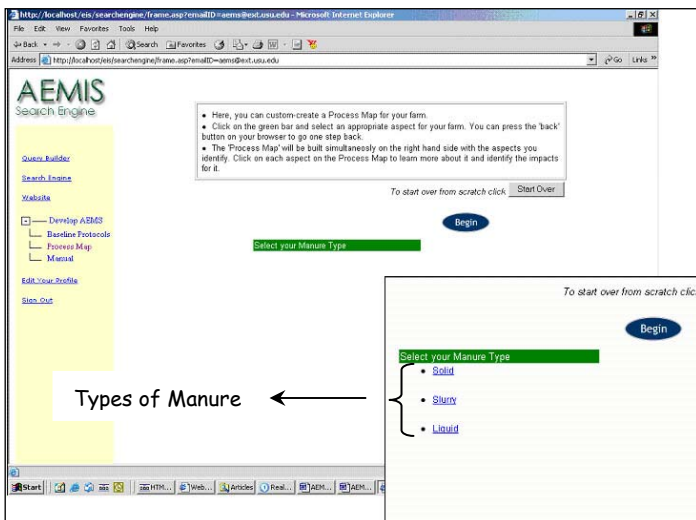 http://localhost/eis/searchengine/frame.asp?emailID=aems@ext.usu.edu - Microsoft Internet Explorer
File Edit View Favorites Tools Help
Back Search Favorites
Address http://localhost/eis/searchengine/frame.asp?emailID=aems@ext.usu.edu Go Links »
AEMIS
Search Engine
• Here, you can custom-create a Process Map for your farm.
• Click on the green bar and select an appropriate aspect for your farm. You can press the 'back'
button on your browser to go one step back.
• The 'Process Map' will be built simultaneously on the right hand side with the aspects you
identify. Click on each aspect on the Process Map to learn more about it and identify the impacts
for it.
Query Builder
Search Engine
Website
Develop AEMS
Baseline Protocols
Process Map
Manual
Edit Your Profile
Sign Out
To start over from scratch click Start Over
Begin
Select your Manure Type
To start over from scratch clic
Begin
Select your Manure Type
• Solid
• Slurry
• Liquid
Types of Manure
Start HTM... Web... Articles Real... AEM... AEM...